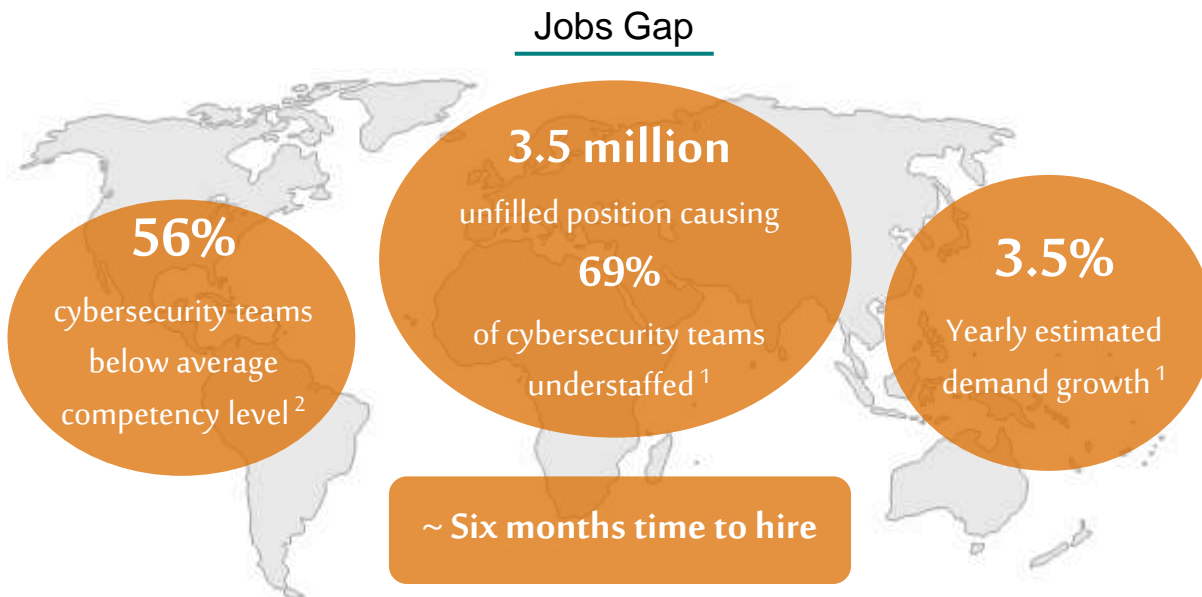 Jobs Gap
56%
cybersecurity teams
below average
competency level 2
3.5 million
unfilled position causing
69%
of cybersecurity teams
understaffed 1
3.5%
Yearly estimated
demand growth 1
~ Six months time to hire